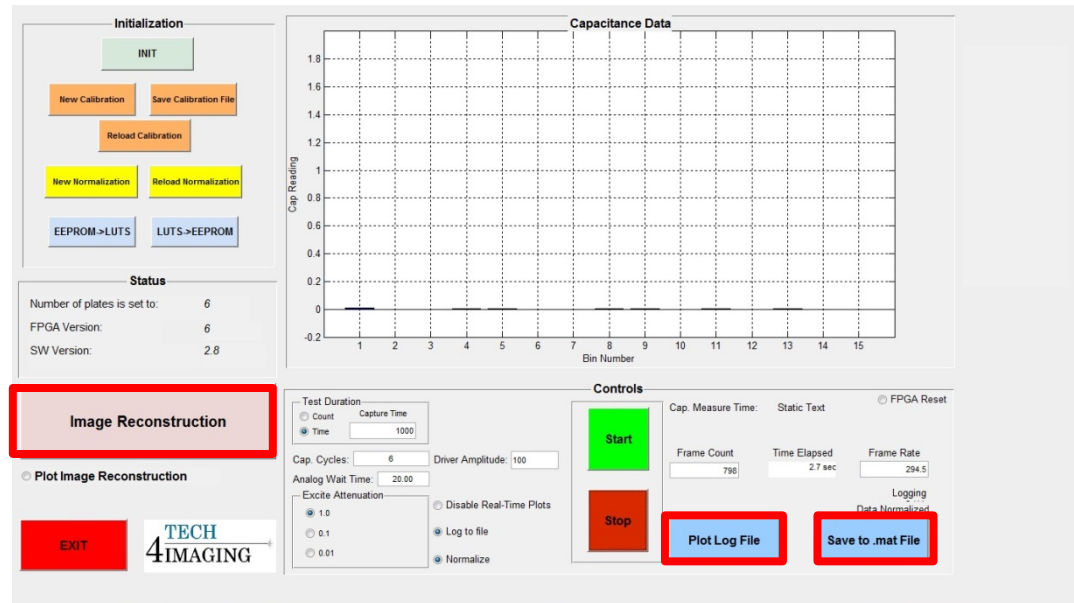 Initialization
INIT
New Calibration
Save Calibration File
Reload Calibration
New Normalization
Reload Normalization
EEPROM->LUTS
LUTS->EEPROM
Status
Number of plates is set to: 6
FPGA Version: 6
SW Version: 2.8
Image Reconstruction
Plot Image Reconstruction
EXIT
TECH
4IMAGING
Capacitance Data
Cap Reading
1.8
1.6
1.4
1.2
1
0.8
0.6
0.4
0.2
0
-0.2
1 2 3 4 5 6 7 8 9 10 11 12 13 14 15
Bin Number
Controls
Test Duration
Count
Time
Capture Time
1000
Cap. Cycles: 6
Driver Amplitude: 100
Analog Wait Time: 20.00
Excite Attenuation
1.0
0.1
0.01
Disable Real-Time Plots
Log to file
Normalize
Start
Stop
Cap. Measure Time: Static Text
FPGA Reset
Frame Count
798
Time Elapsed
2.7 sec
Frame Rate
294.5
Logging
Data Normalized
Plot Log File
Save to .mat File